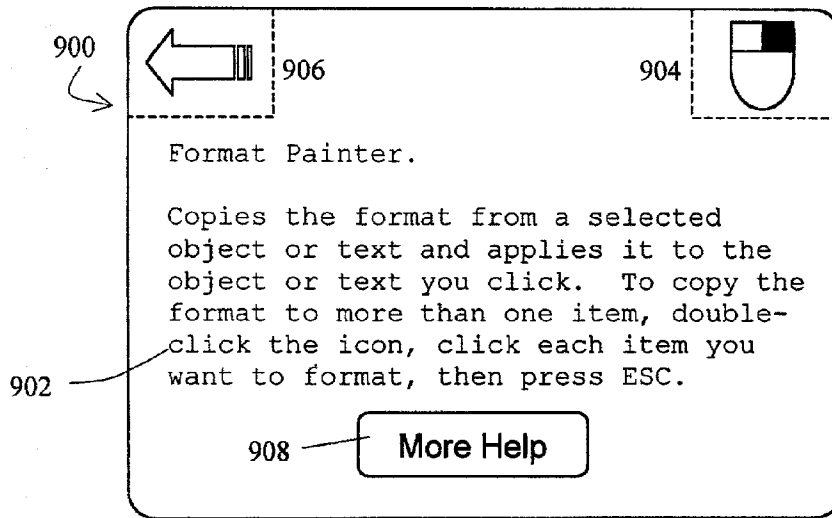 900
906
904
Format Painter.
Copies the format from a selected
object or text and applies it to the
object or text you click. To copy the
format to more than one item, double-
click the icon, click each item you
want to format, then press ESC.
902
908
More Help